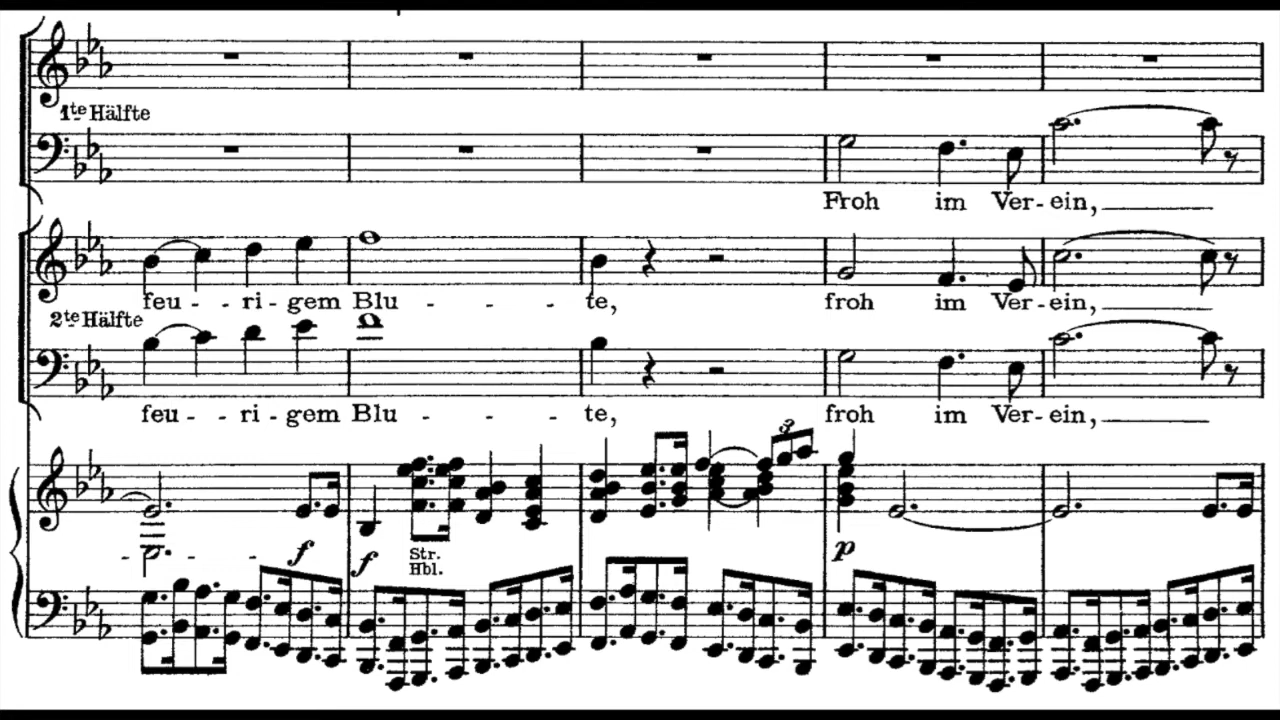 1te Hälfte
Froh im Ver-ein,
feu - - ri - gem Blu - - - te, froh im Ver-ein,
2te Hälfte
feu - - ri - gem Blu - - - te, froh im Ver-ein,
3
f f Str. p
Hbl.